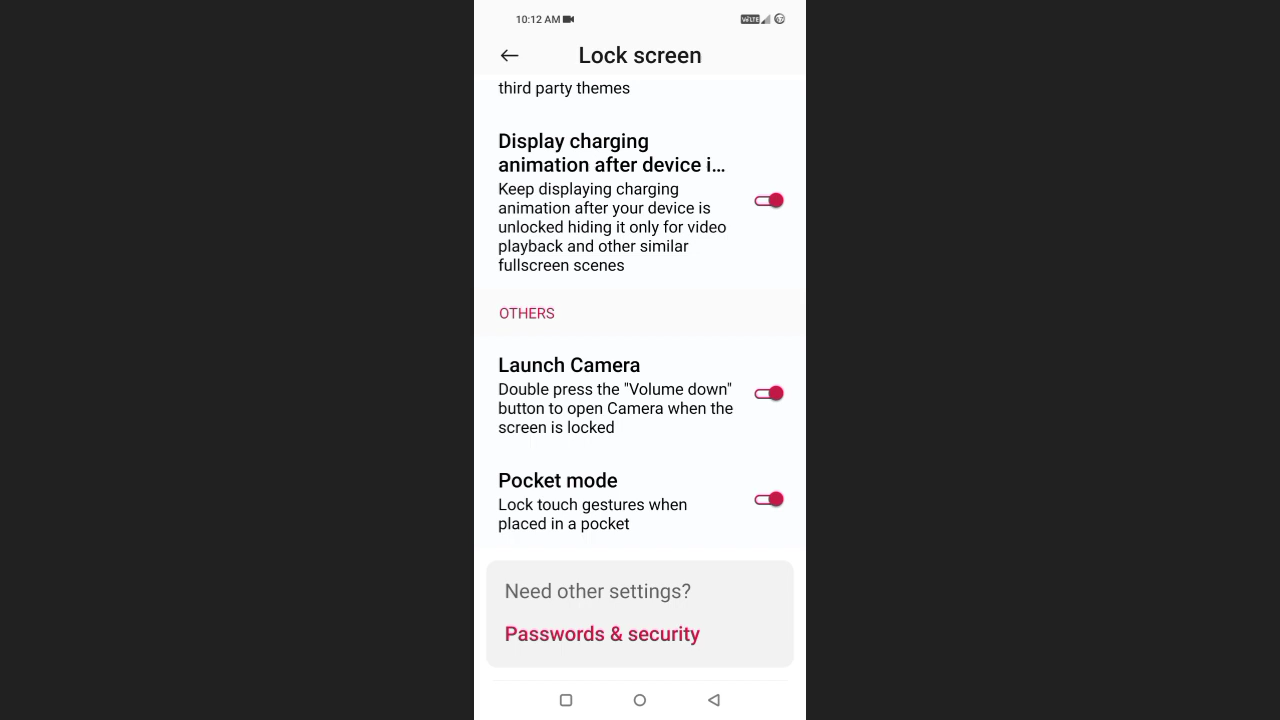 10:12 AM
VoLTE
Lock screen
third party themes
Display charging
animation after device i...
Keep displaying charging
animation after your device is
unlocked hiding it only for video
playback and other similar
fullscreen scenes
OTHERS
Launch Camera
Double press the "Volume down"
button to open Camera when the
screen is locked
Pocket mode
Lock touch gestures when
placed in a pocket
Need other settings?
Passwords & security